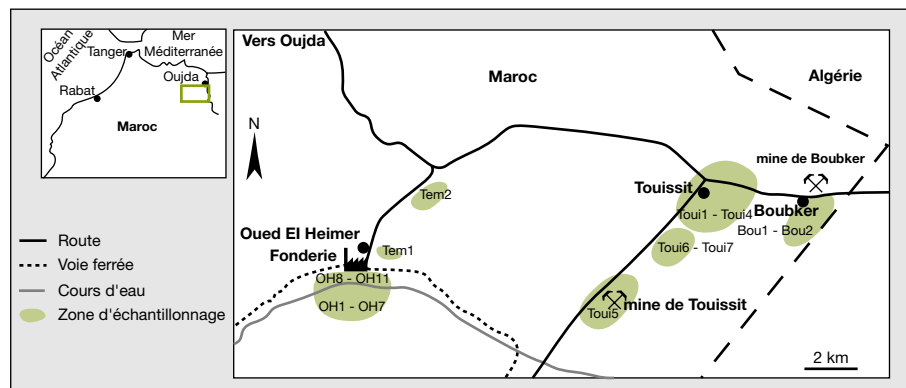 Océan
Atlantique
Mer
Méditerranée
Tanger
Oujda
Rabat
Maroc
Route
Voie ferrée
Cours d'eau
Zone d'échantillonnage
Vers Oujda
Maroc
Algérie
N
mine de Boubker
Tem2
Touissit
Toui1 - Toui4
Boubker
Bou1 - Bou2
Oued El Heimer
Tem1
Toui6 - Toui7
Fonderie
OH8 - OH11
OH1 - OH7
mine de Touissit
Toui5
2 km